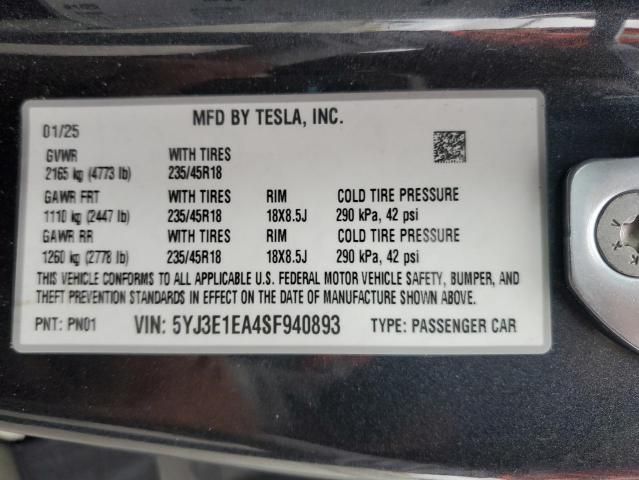 MFD BY TESLA, INC.
01/25
GVWR WITH TIRES
2165 kg (4773 lb) 235/45R18
GAWR FRT WITH TIRES RIM COLD TIRE PRESSURE
1110 kg (2447 lb) 235/45R18 18X8.5J 290 kPa, 42 psi
GAWR RR WITH TIRES RIM COLD TIRE PRESSURE
1260 kg (2778 lb) 235/45R18 18X8.5J 290 kPa, 42 psi
THIS VEHICLE CONFORMS TO ALL APPLICABLE U.S. FEDERAL MOTOR VEHICLE SAFETY, BUMPER, AND
THEFT PREVENTION STANDARDS IN EFFECT ON THE DATE OF MANUFACTURE SHOWN ABOVE.
PNT: PN01 VIN: 5YJ3E1EA4SF940893 TYPE: PASSENGER CAR